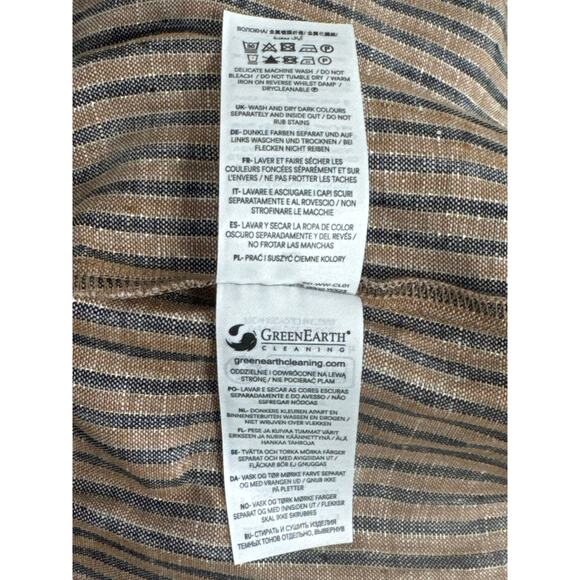 ВОЛОКНА/
DELICATE MACHINE WASH / DO NOT
BLEACH / DO NOT TUMBLE DRY / WARM
IRON ON REVERSE WHILST DAMP /
DRYCLEANABLE Ⓟ
UK- WASH AND DRY DARK COLOURS
SEPARATELY AND INSIDE OUT / DO NOT
RUB STAINS
DE- DUNKLE FARBEN SEPARAT UND AUF
LINKS WASCHEN UND TROCKNEN / BEI
FLECKEN NICHT REIBEN
FR- LAVER ET FAIRE SÉCHER LES
COULEURS FONCÉES SÉPARÉMENT ET SUR
L'ENVERS / NE PAS FROTTER LES TACHES
IT- LAVARE E ASCIUGARE I CAPI SCURI
SEPARATAMENTE E AL ROVESCIO / NON
STROFINARE LE MACCHIE
ES- LAVAR Y SECAR LA ROPA DE COLOR
OSCURO SEPARADAMENTE Y DEL REVÉS /
NO FROTAR LAS MANCHAS
PL- PRAĆ I SUSZYĆ CIEMNE KOLORY
GREENEARTH®
CLEANING
greenearthcleaning.com
ODDZIELNIE I ODWRÓCONE NA LEWĄ
STRONĘ / NIE POCIERAĆ PLAM
PO- LAVAR E SECAR AS CORES ESCURAS
SEPARADAMENTE E DO AVESSO / NÃO
ESFREGAR NÓDOAS
NL- DONKERE KLEUREN APART EN
BINNENSTEBUITEN WASSEN EN DROGEN /
NIET WRIJVEN OVER VLEKKEN
FL- PESE JA KUIVAA TUMMAT VÄRIT
ERIKSEEN JA NURIN KÄÄNNETTYNÄ / ÄLÄ
HANKAA TAHROJA
SE- TVÄTTA OCH TORKA MÖRKA FÄRGER
SEPARAT OCH MED AVIGSIDAN UT /
FLÄCKAR BÖR EJ GNUGGAS
DA- VASK OG TØR MØRKE FARVE SEPARAT
OG MED VRANGEN UD / GNUB IKKE
PÅ PLETTER
NO- VASK OG TØRK MØRKE FARGER
SEPARAT OG MED INNSIDEN UT / FLEKKER
SKAL IKKE SKRUBBES
RU- СТИРАТЬ И СУШИТЬ ИЗДЕЛИЯ
ТЕМНЫХ ТОНОВ ОТДЕЛЬНО, ВЫВЕРНУВ